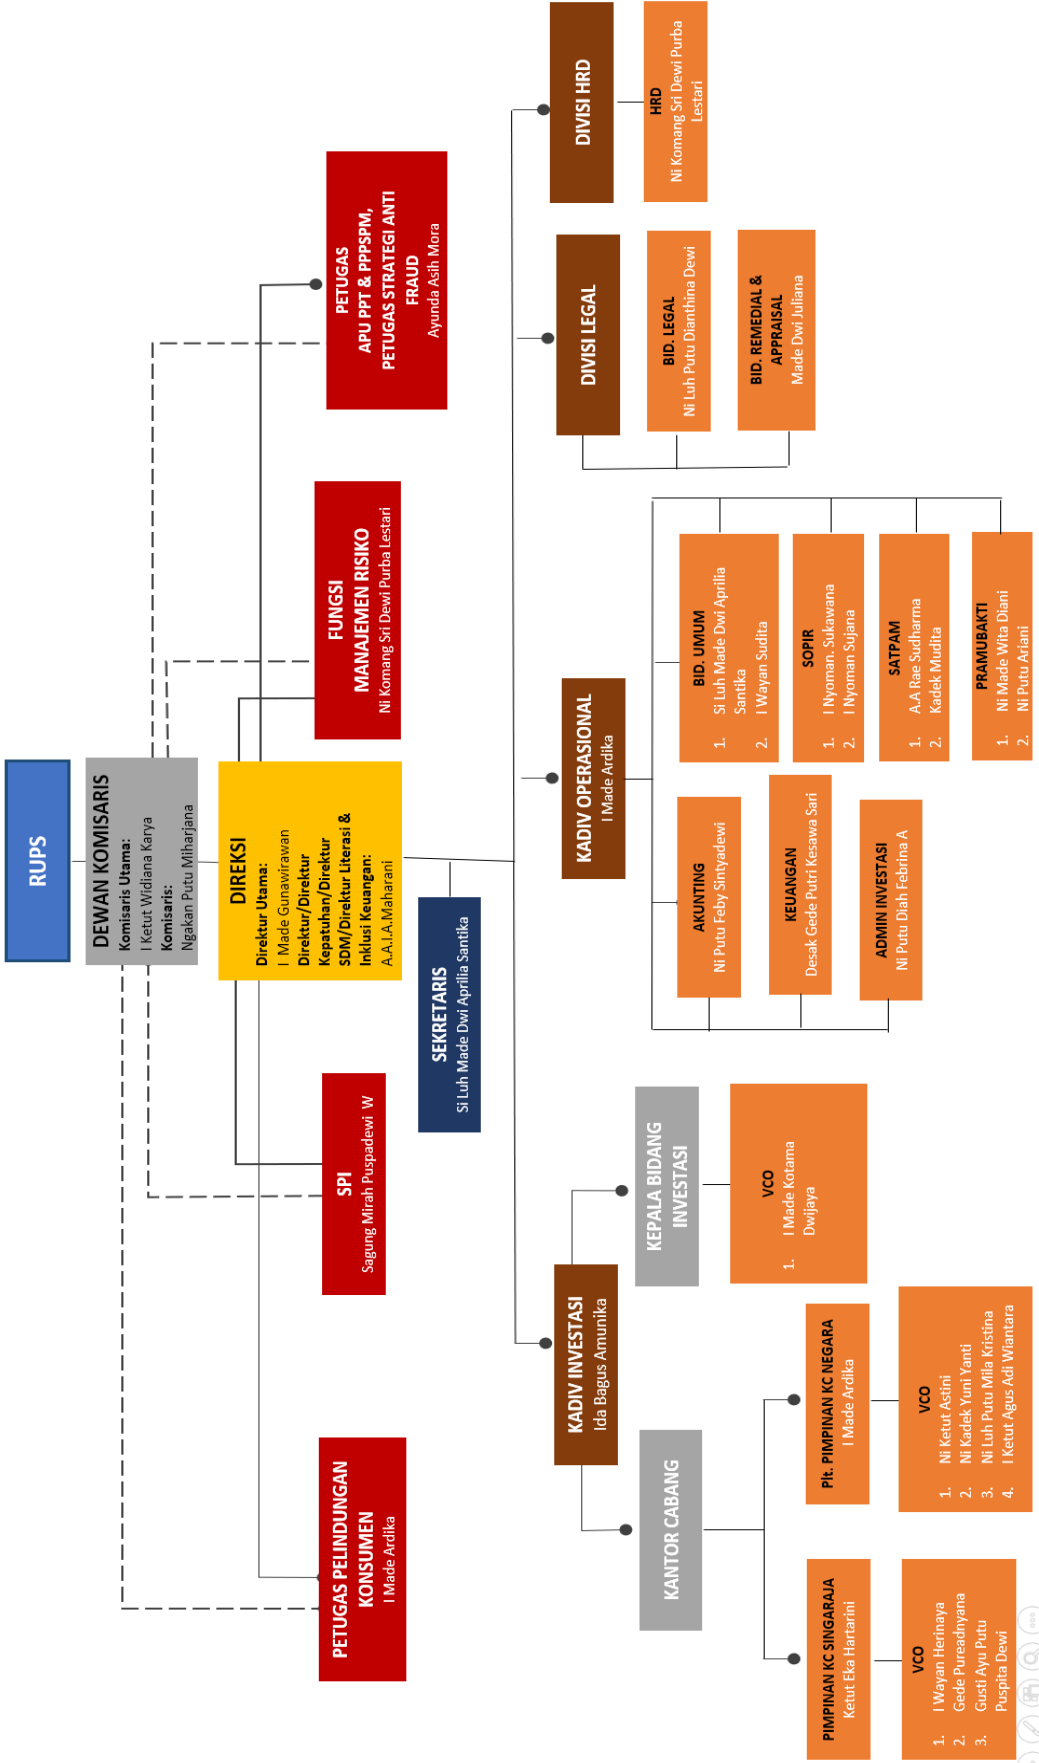 RUPS
DEWAN KOMISARIS
Komisaris Utama:
I Ketut Widiana Karya
Komisaris:
Ngakan Putu Miharjana
DIREKSI
Direktur Utama:
I Made Gunawirawan
Direktur/Direktur
Kepatuhan/Direktur
SDM/Direktur Literasi &
Inklusi Keuangan:
A.A.I.A.Maharani
PETUGAS PELINDUNGAN
KONSUMEN
I Made Ardika
SPI
Sagung Mirah Puspadewi W
FUNGSI
MANAJEMEN RISIKO
Ni Komang Sri Dewi Purba Lestari
PETUGAS
APU PPT & PPPSPM,
PETUGAS STRATEGI ANTI
FRAUD
Ayunda Asih Mora
SEKRETARIS
Si Luh Made Dwi Aprilia Santika
KADIV INVESTASI
Ida Bagus Amunika
KANTOR CABANG
PIMPINAN KC SINGARAJA
Ketut Eka Hartarini
VCO
1. I Wayan Herinaya
2. Gede Pureadnyana
3. Gusti Ayu Putu
Puspita Dewi
Plt. PIMPINAN KC NEGARA
I Made Ardika
VCO
1. Ni Ketut Astini
2. Ni Kadek Yuni Yanti
3. Ni Luh Putu Mila Kristina
4. I Ketut Agus Adi Wiantara
KEPALA BIDANG
INVESTASI
VCO
1. I Made Kotama
Dwijaya
KADIV OPERASIONAL
I Made Ardika
AKUNTING
Ni Putu Feby Sintyadewi
KEUANGAN
Desak Gede Putri Kesawa Sari
ADMIN INVESTASI
Ni Putu Diah Febrina A
BID. UMUM
1. Si Luh Made Dwi Aprilia
Santika
2. I Wayan Sudita
SOPIR
1. I Nyoman. Sukawana
2. I Nyoman Sujana
SATPAM
1. A.A Rae Sudharma
2. Kadek Mudita
PRAMUBAKTI
1. Ni Made Wita Diani
2. Ni Putu Ariani
DIVISI LEGAL
BID. LEGAL
Ni Luh Putu Dianthina Dewi
BID. REMEDIAL &
APPRAISAL
Made Dwi Juliana
DIVISI HRD
HRD
Ni Komang Sri Dewi Purba
Lestari